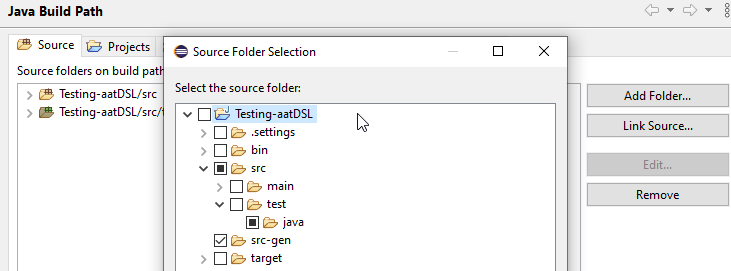 Java Build Path
Source Projects
Source Folder Selection
Source folders on build path
Select the source folder:
Testing-aatDSL/src
Testing-aatDSL/src/
Testing-aatDSL
.settings
bin
src
main
test
java
src-gen
target
Add Folder...
Link Source...
Edit...
Remove